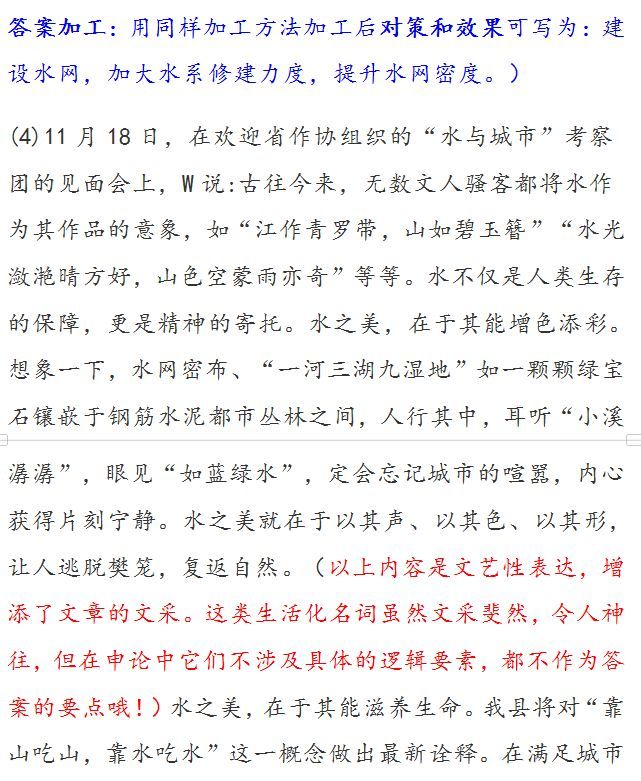 答案加工：用同样加工方法加工后对策和效果可写为：建
设水网，加大水系修建力度，提升水网密度。）
(4)11月18日，在欢迎省作协组织的“水与城市”考察
团的见面会上，W说:古往今来，无数文人骚客都将水作
为其作品的意象，如“江作青罗带，山如碧玉簪”“水光
潋滟晴方好，山色空蒙雨亦奇”等等。水不仅是人类生存
的保障，更是精神的寄托。水之美，在于其能增色添彩。
想象一下，水网密布、“一河三湖九湿地”如一颗颗绿宝
石镶嵌于钢筋水泥都市丛林之间，人行其中，耳听“小溪
潺潺”，眼见“如蓝绿水”，定会忘记城市的喧嚣，内心
获得片刻宁静。水之美就在于以其声、以其色、以其形，
让人逃脱樊笼，复返自然。（以上内容是文艺性表达，增
添了文章的文采。这类生活化名词虽然文采斐然，令人神
往，但在申论中它们不涉及具体的逻辑要素，都不作为答
案的要点哦！）水之美，在于其能滋养生命。我县将对“靠
山吃山，靠水吃水”这一概念做出最新诠释。在满足城市